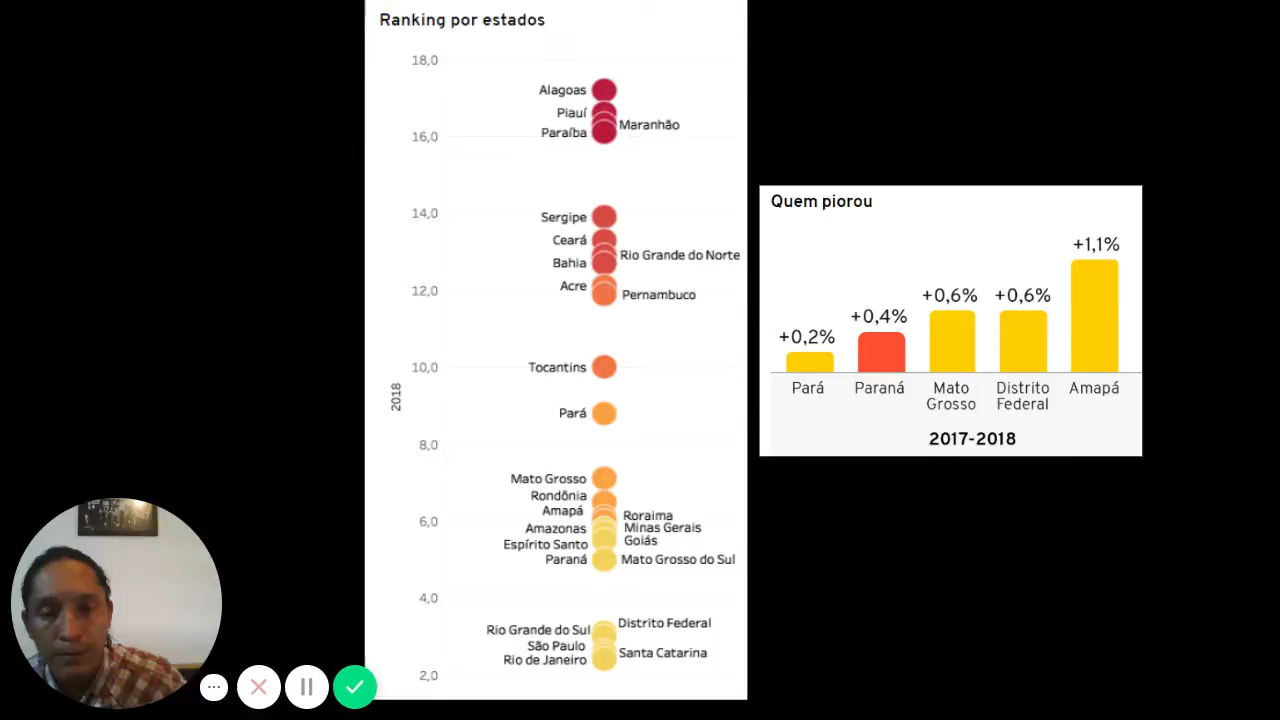 Ranking por estados
18,0
Alagoas
Piauí
Maranhão
Paraíba
16,0
14,0
Sergipe
Ceará
Rio Grande do Norte
Bahia
Acre
12,0
Pernambuco
10,0
Tocantins
2018
Pará
8,0
Mato Grosso
Rondônia
Amapá
Roraima
6,0
Amazonas
Minas Gerais
Goiás
Espírito Santo
Paraná
Mato Grosso do Sul
4,0
Distrito Federal
Rio Grande do Sul
São Paulo
Santa Catarina
Rio de Janeiro
2,0
Quem piorou
+1,1%
+0,6% +0,6%
+0,4%
+0,2%
Pará Paraná Mato Distrito Amapá
Grosso Federal
2017-2018